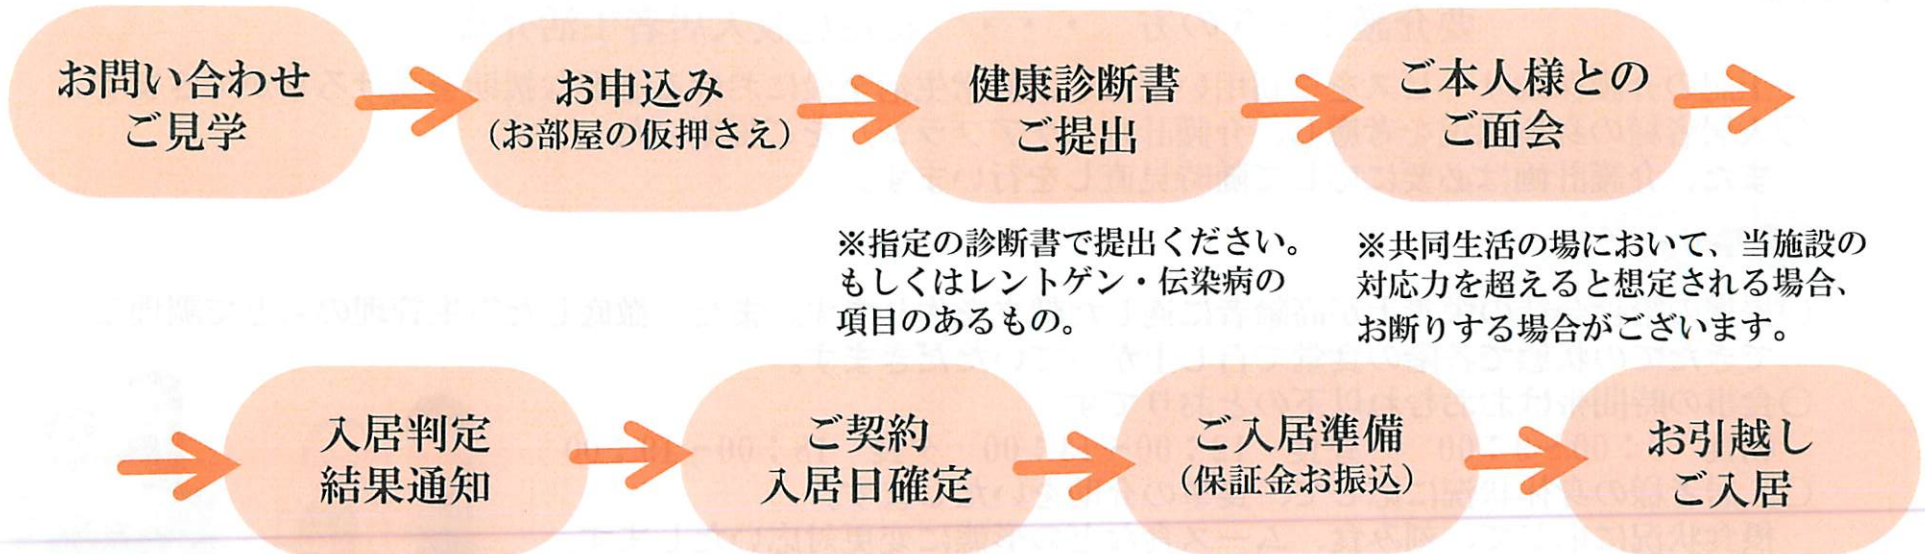 お問い合わせ
ご見学
お申込み
（お部屋の仮押さえ）
健康診断書
ご提出
ご本人様との
ご面会
※指定の診断書で提出ください。
もしくはレントゲン・伝染病の
項目のあるもの。
※共同生活の場において、当施設の
対応力を超えると想定される場合、
お断りする場合がございます。
入居判定
結果通知
ご契約
入居日確定
ご入居準備
（保証金お振込）
お引越し
ご入居